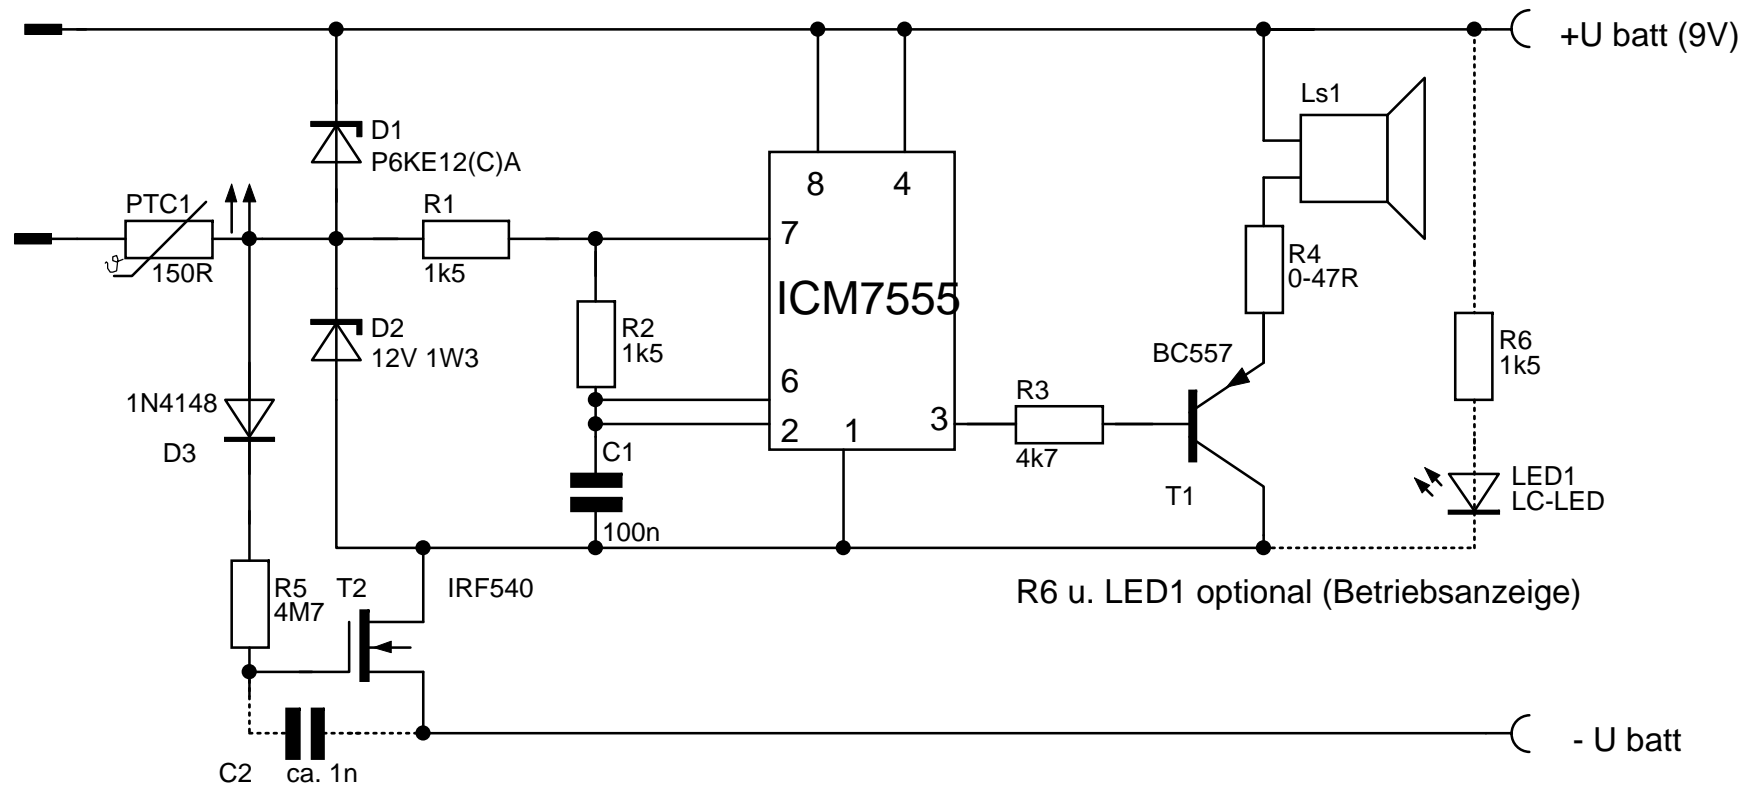 +U batt (9V)
Ls1
D1
P6KE12(C)A
8 4
PTC1
R1
7
ϑ
150R
1k5
R4
0-47R
ICM7555
D2
12V 1W3
R2
1k5
BC557
R6
1k5
6
R3
1N4148
2 1 3
D3
C1
4k7
LED1
LC-LED
T1
100n
R5
4M7
T2
IRF540
R6 u. LED1 optional (Betriebsanzeige)
- U batt
C2 ca. 1n